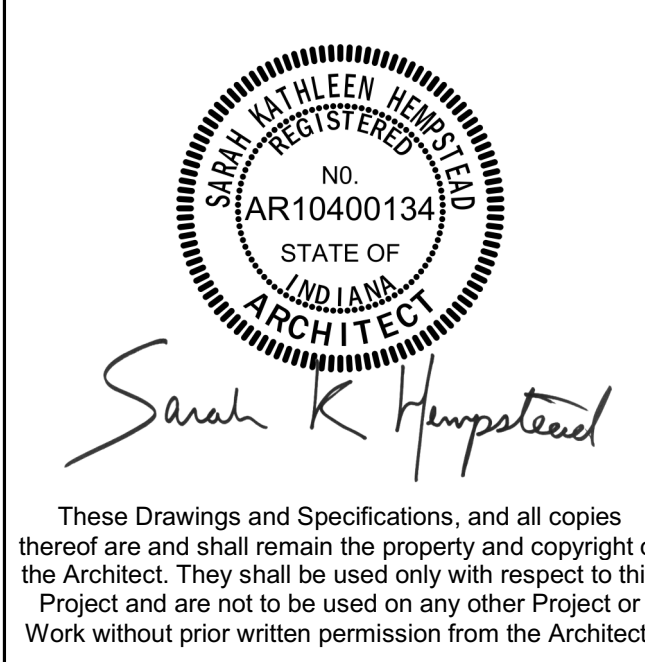 SARAH KATHLEEN HEMPSTEAD
REGISTERED
N0.
AR10400134
STATE OF
INDIANA
ARCHITECT
Sarah K Hempstead
These Drawings and Specifications, and all copies
thereof are and shall remain the property and copyright o
the Architect. They shall be used only with respect to thi
Project and are not to be used on any other Project or
Work without prior written permission from the Architect